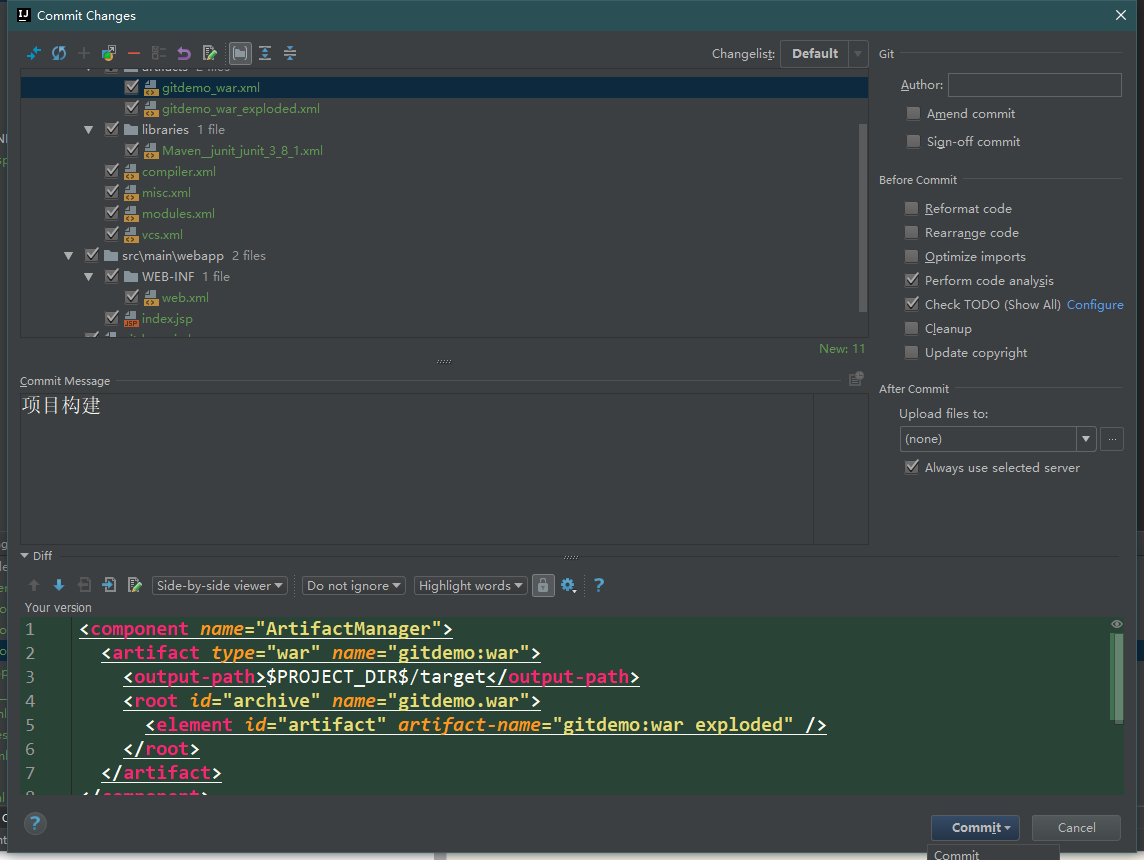 Commit Changes
Changelist: Default
artifacts 2 files
gitdemo_war.xml
gitdemo_war_exploded.xml
libraries 1 file
Maven__junit_junit_3_8_1.xml
compiler.xml
misc.xml
modules.xml
vcs.xml
src\main\webapp 2 files
WEB-INF 1 file
web.xml
index.jsp
New: 11
Commit Message
项目构建
Git
Author:
Amend commit
Sign-off commit
Before Commit
Reformat code
Rearrange code
Optimize imports
Perform code analysis
Check TODO (Show All) Configure
Cleanup
Update copyright
After Commit
Upload files to:
(none)
...
Always use selected server
Diff
Side-by-side viewer Do not ignore Highlight words ?
Your version
1 <component name="ArtifactManager">
2 <artifact type="war" name="gitdemo:war">
3 <output-path>$PROJECT_DIR$/target</output-path>
4 <root id="archive" name="gitdemo.war">
5 <element id="artifact" artifact-name="gitdemo:war exploded" />
6 </root>
7 </artifact>
8 </component>
? Commit Cancel
Commit